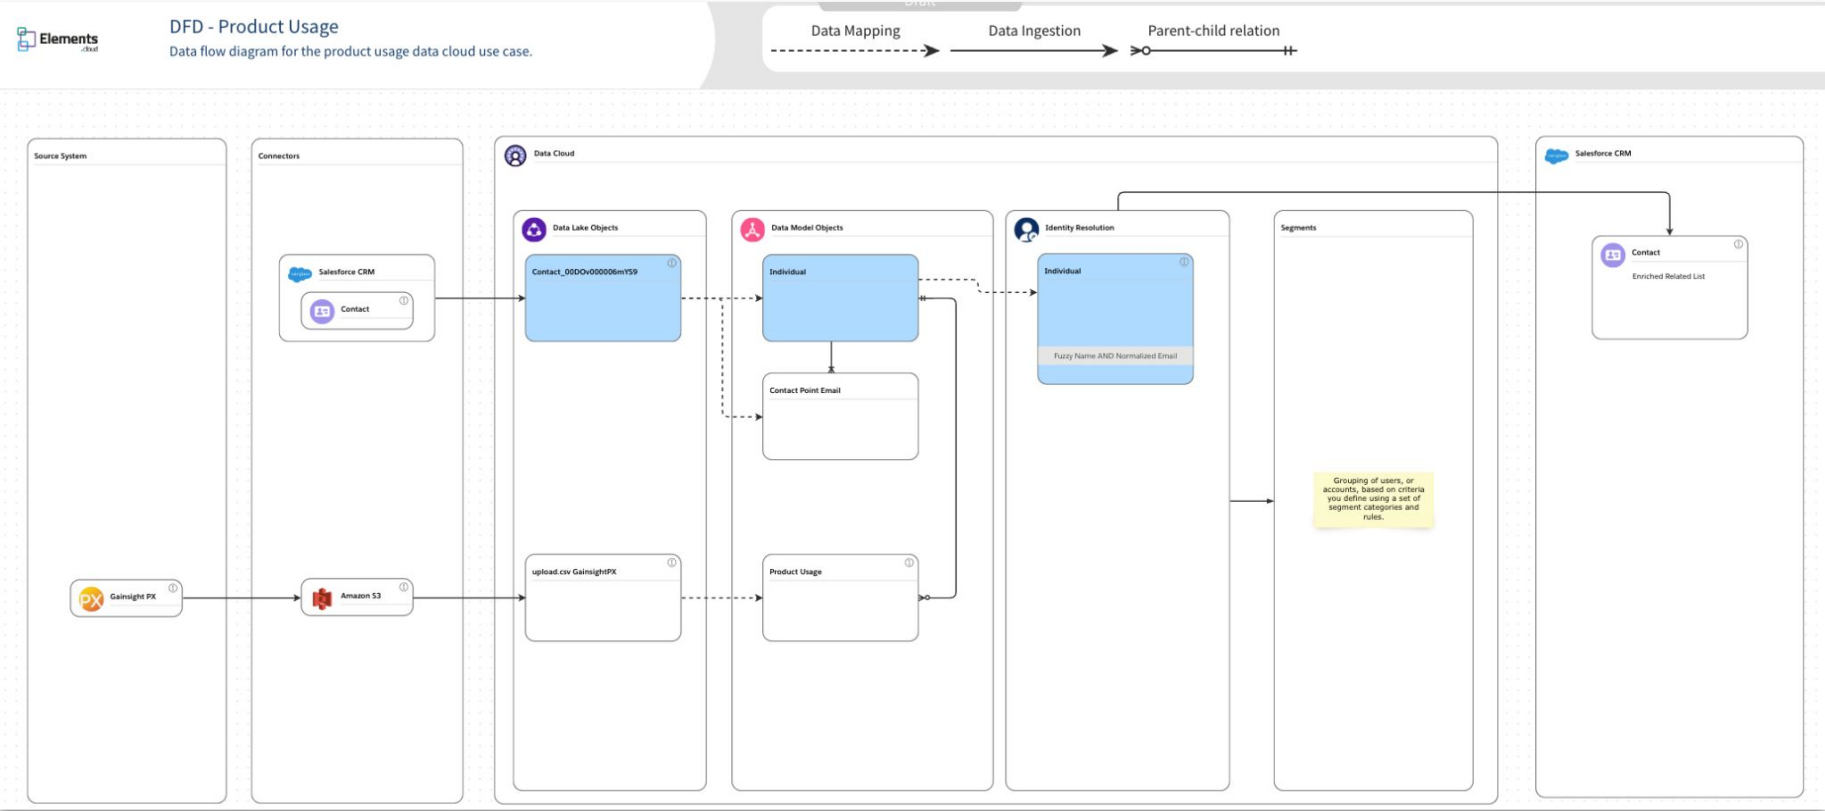 Draft
Elements
.cloud
DFD - Product Usage
Data flow diagram for the product usage data cloud use case.
Data Mapping
Data Ingestion
Parent-child relation
Source System
Connectors
Data Cloud
Salesforce CRM
Data Lake Objects
Data Model Objects
Identity Resolution
Segments
Salesforce CRM
Contact
Contact_00DOv000006mYS9
Individual
Individual
Fuzzy Name AND Normalized Email
Contact
Enriched Related List
Contact Point Email
Grouping of users, or
accounts, based on criteria
you define using a set of
segment categories and
rules.
PX
Gainsight PX
Amazon S3
upload.csv GainsightPX
Product Usage